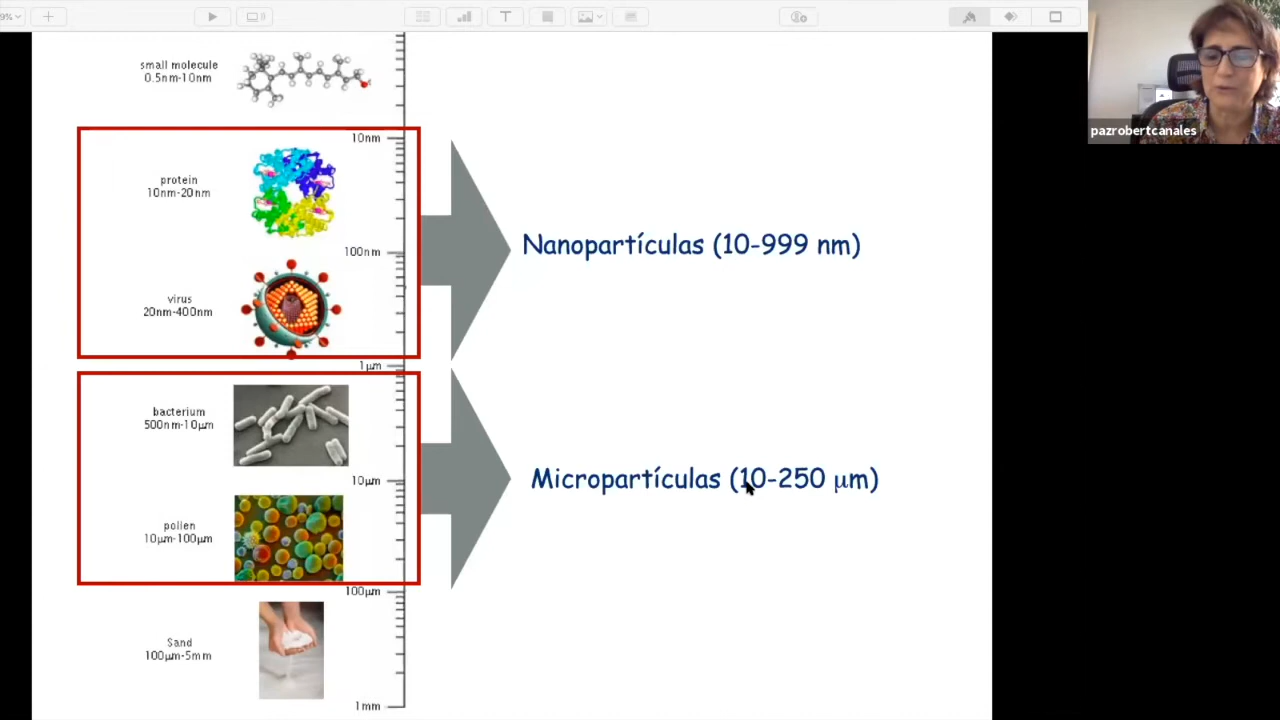 9%
T
small molecule
0.5nm-10nm
10nm
protein
10nm-20nm
Nanopartículas (10-999 nm)
100nm
virus
20nm-400nm
1µm
bacterium
500nm-10µm
Micropartículas (10-250 µm)
10µm
pollen
10µm-100µm
100µm
Sand
100µm-5mm
1mm
pazrobertcanales